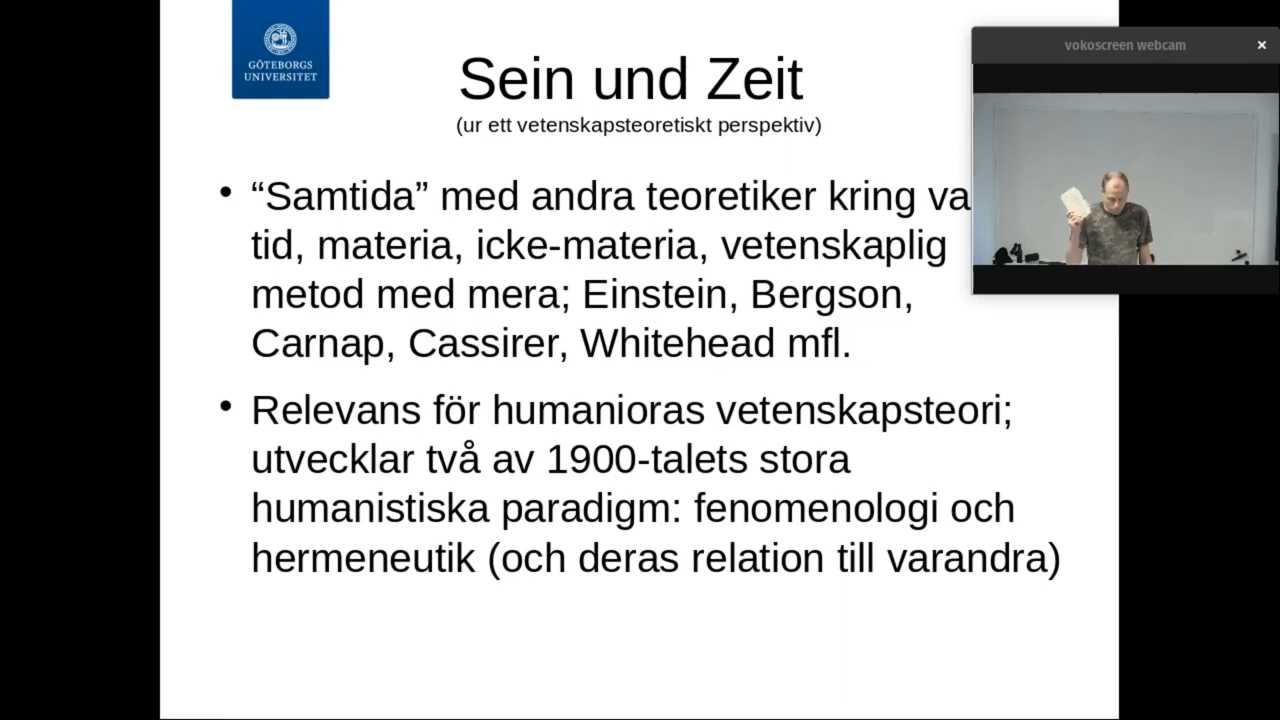 GÖTEBORGS
UNIVERSITET
Sein und Zeit
(ur ett vetenskapsteoretiskt perspektiv)
vokoscreen webcam
• “Samtida” med andra teoretiker kring
tid, materia, icke-materia, vetenskaplig
metod med mera; Einstein, Bergson,
Carnap, Cassirer, Whitehead mfl.
• Relevans för humanioras vetenskapsteori;
utvecklar två av 1900-talets stora
humanistiska paradigm: fenomenologi och
hermeneutik (och deras relation till varandra)